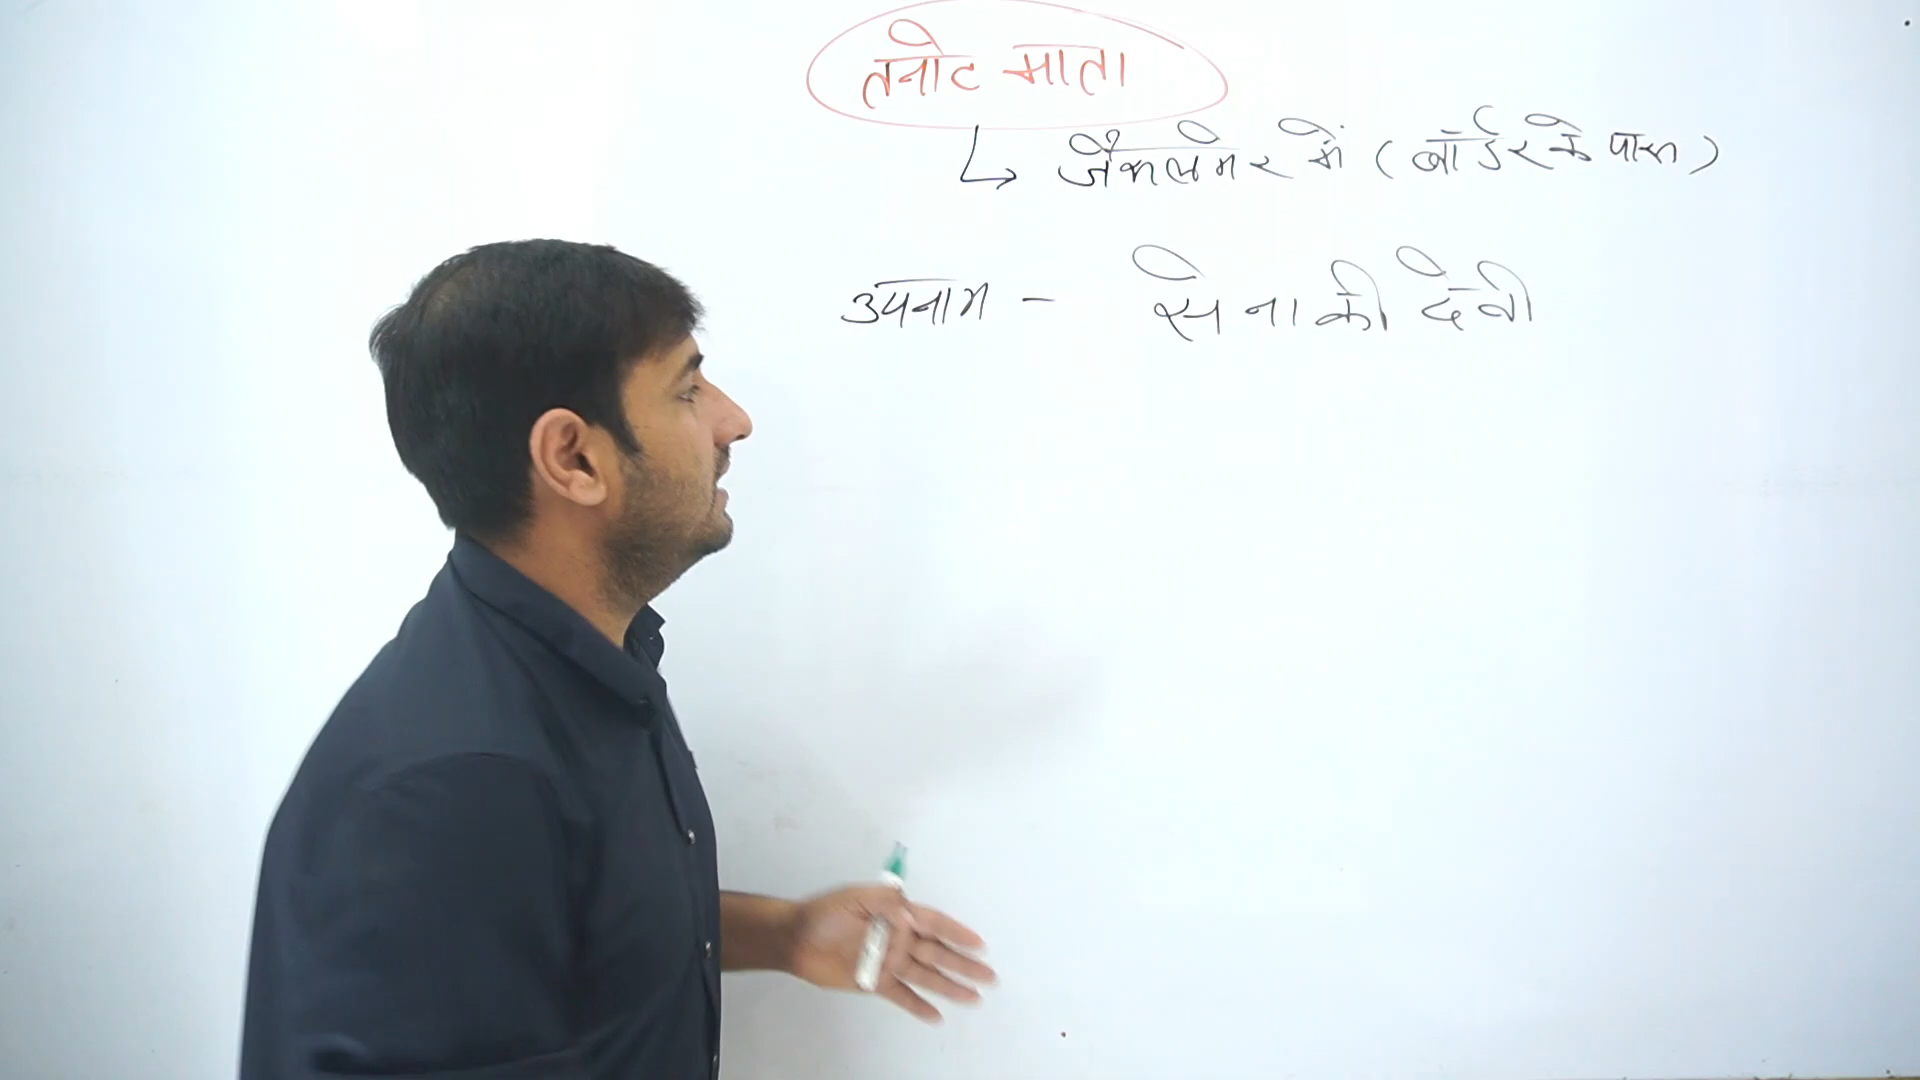 तनोट माता
↳ जैसलमेर में (बॉर्डर के पास)
उपनाम - सेना की देवी